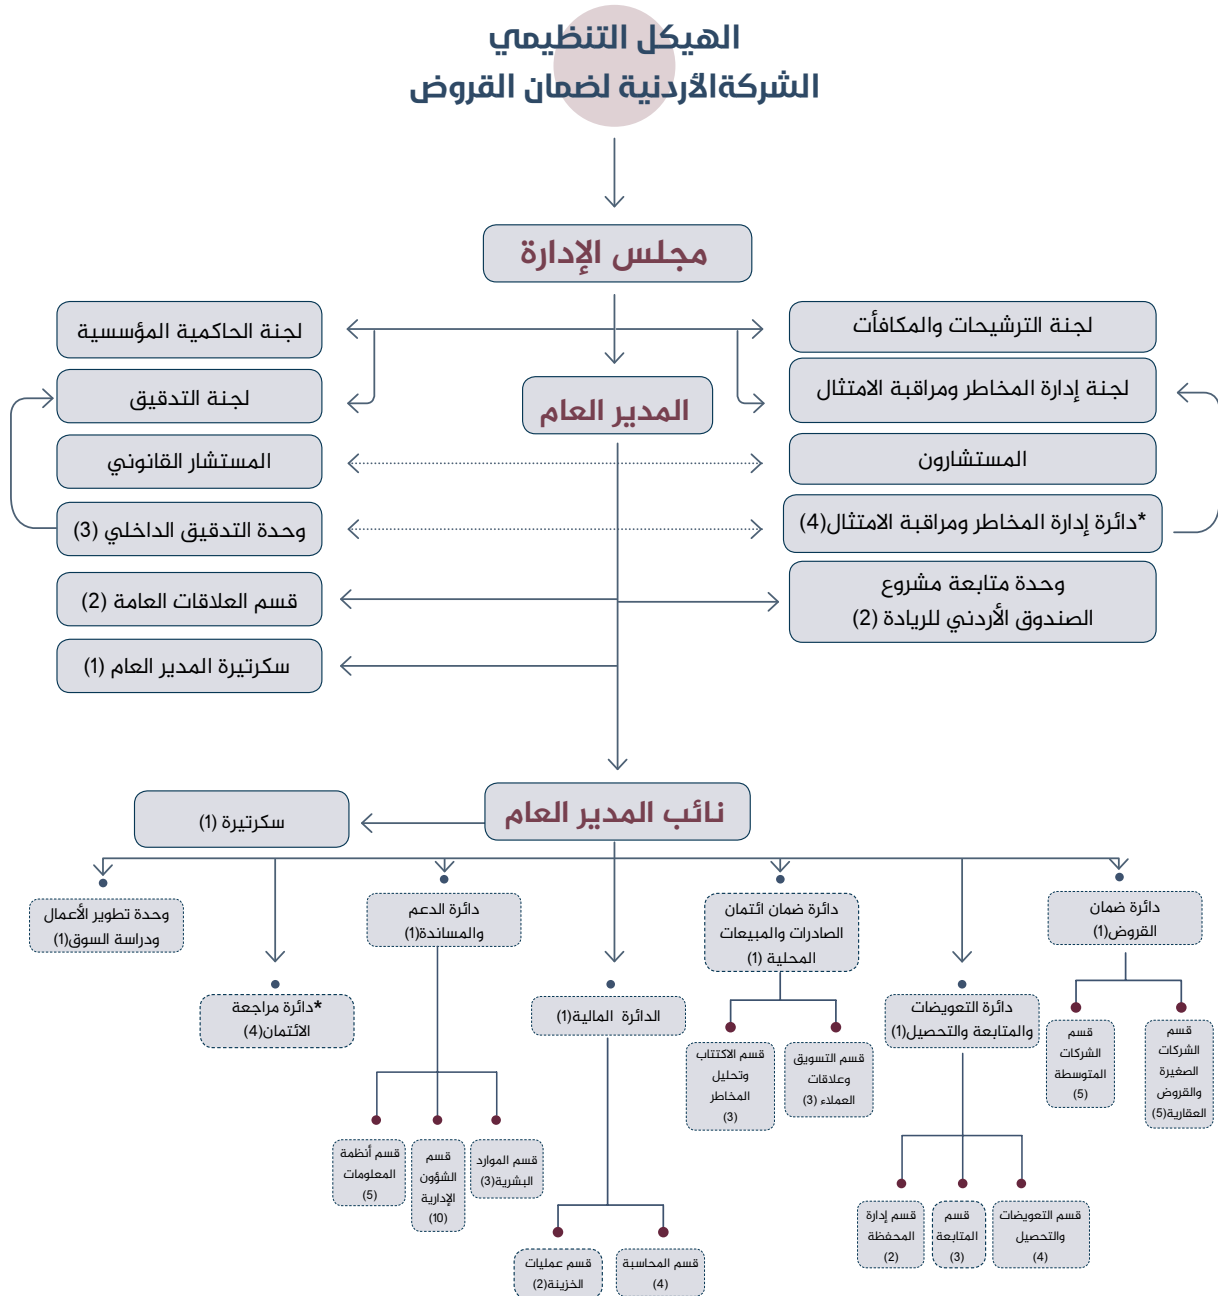 الهيكل التنظيمي
الشركةالأردنية لضمان القروض
مجلس الإدارة
لجنة الترشيحات والمكافأت
لجنة الحاكمية المؤسسية
لجنة إدارة المخاطر ومراقبة الامتثال
المدير العام
لجنة التدقيق
المستشارون
المستشار القانوني
*دائرة إدارة المخاطر ومراقبة الامتثال(4)
وحدة التدقيق الداخلي (3)
وحدة متابعة مشروع
الصندوق الأردني للريادة (2)
قسم العلاقات العامة (2)
سكرتيرة المدير العام (1)
نائب المدير العام
سكرتيرة (1)
دائرة ضمان
القروض(1)
دائرة ضمان ائتمان
الصادرات والمبيعات
المحلية (1)
دائرة الدعم
والمساندة(1)
وحدة تطوير الأعمال
ودراسة السوق(1)
دائرة التعويضات
والمتابعة والتحصيل(1)
الدائرة المالية(1)
*دائرة مراجعة
الائتمان(4)
قسم
الشركات
الصغيرة
والقروض
العقارية(5)
قسم
الشركات
المتوسطة
(5)
قسم التسويق
وعلاقات
العملاء (3)
قسم الاكتتاب
وتحليل
المخاطر
(3)
قسم الموارد
البشرية(3)
قسم
الشؤون
الإدارية
(10)
قسم أنظمة
المعلومات
(5)
قسم التعويضات
والتحصيل
(4)
قسم
المتابعة
(3)
قسم إدارة
المحفظة
(2)
قسم المحاسبة
(4)
قسم عمليات
الخزينة(2)